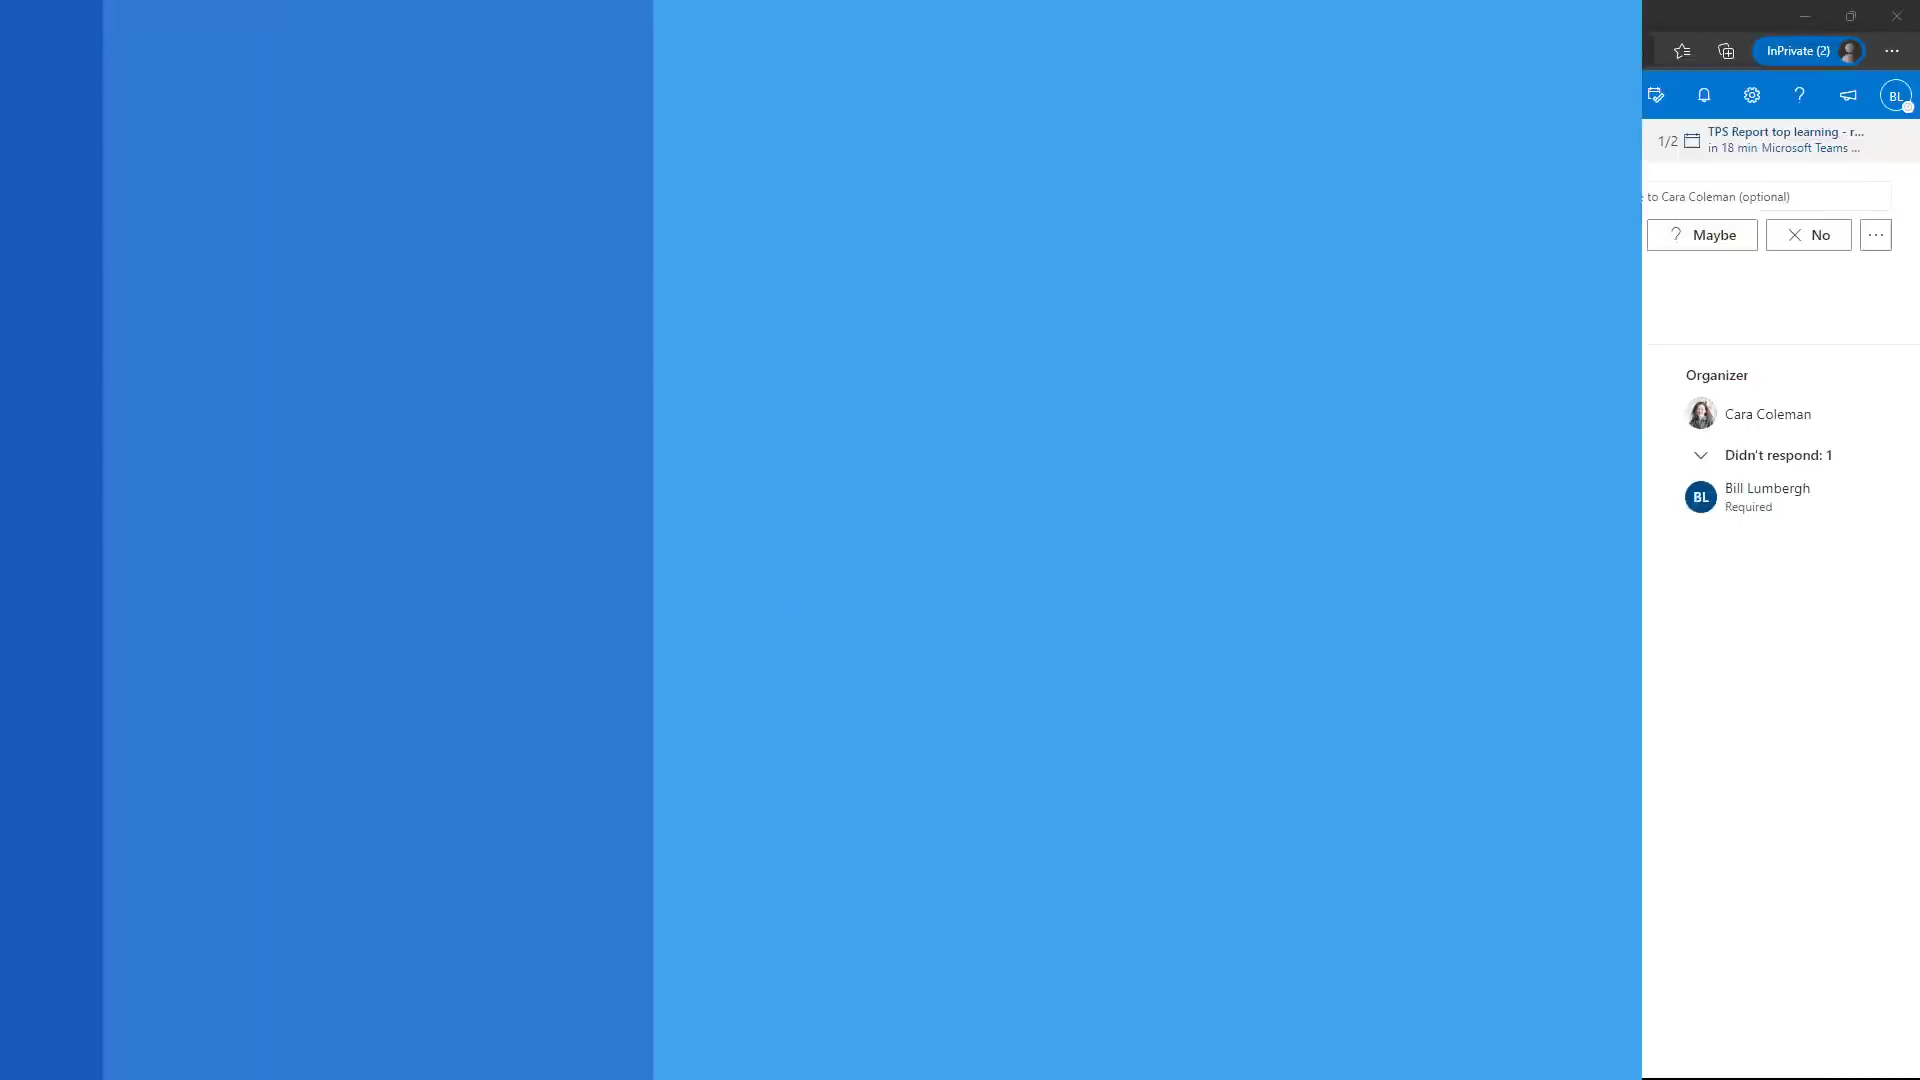 InPrivate (2)
BL
1/2
TPS Report top learning - r...
in 18 min Microsoft Teams ...
to Cara Coleman (optional)
? Maybe
No
Organizer
Cara Coleman
Didn't respond: 1
BL
Bill Lumbergh
Required